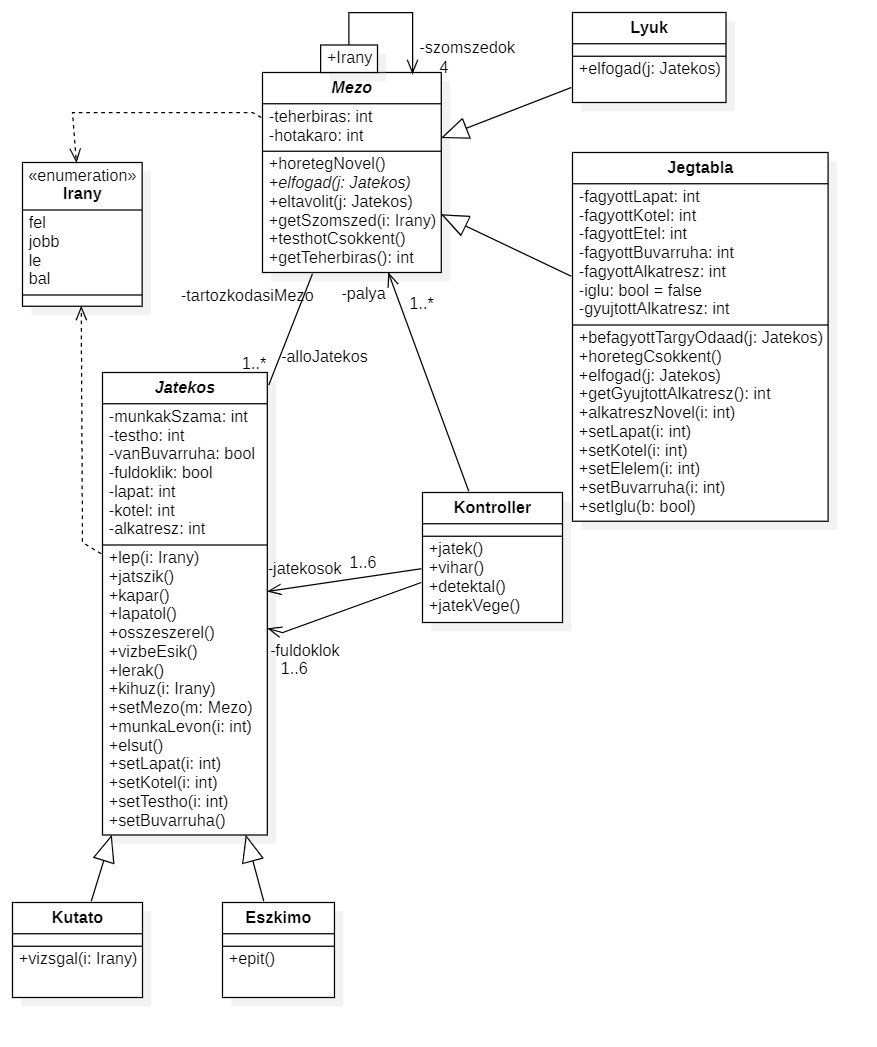 +Irany
-szomszedok
4
Mezo
-teherbiras: int
-hotakaro: int
+horetegNovel()
+elfogad(j: Jatekos)
+eltavolit(j: Jatekos)
+getSzomszed(i: Irany)
+testhotCsokkent()
+getTeherbiras(): int
Lyuk
+elfogad(j: Jatekos)
«enumeration»
Irany
fel
jobb
le
bal
Jegtabla
-fagyottLapat: int
-fagyottKotel: int
-fagyottEtel: int
-fagyottBuvarruha: int
-fagyottAlkatresz: int
-iglu: bool = false
-gyujtottAlkatresz: int
+befagyottTargyOdaad(j: Jatekos)
+horetegCsokkent()
+elfogad(j: Jatekos)
+getGyujtottAlkatresz(): int
+alkatreszNovel(i: int)
+setLapat(i: int)
+setKotel(i: int)
+setElelem(i: int)
+setBuvarruha(i: int)
+setIglu(b: bool)
-tartozkodasiMezo
-palya
1..*
1..*
-alloJatekos
Jatekos
-munkakSzama: int
-testho: int
-vanBuvarruha: bool
-fuldoklik: bool
-lapat: int
-kotel: int
-alkatresz: int
+lep(i: Irany)
+jatszik()
+kapar()
+lapatol()
+osszeszerel()
+vizbeEsik()
+lerak()
+kihuz(i: Irany)
+setMezo(m: Mezo)
+munkaLevon(i: int)
+elsut()
+setLapat(i: int)
+setKotel(i: int)
+setTestho(i: int)
+setBuvarruha()
Kontroller
+jatek()
+vihar()
+detektal()
+jatekVege()
-jatekosok
1..6
-fuldoklok
1..6
Kutato
+vizsgal(i: Irany)
Eszkimo
+epit()